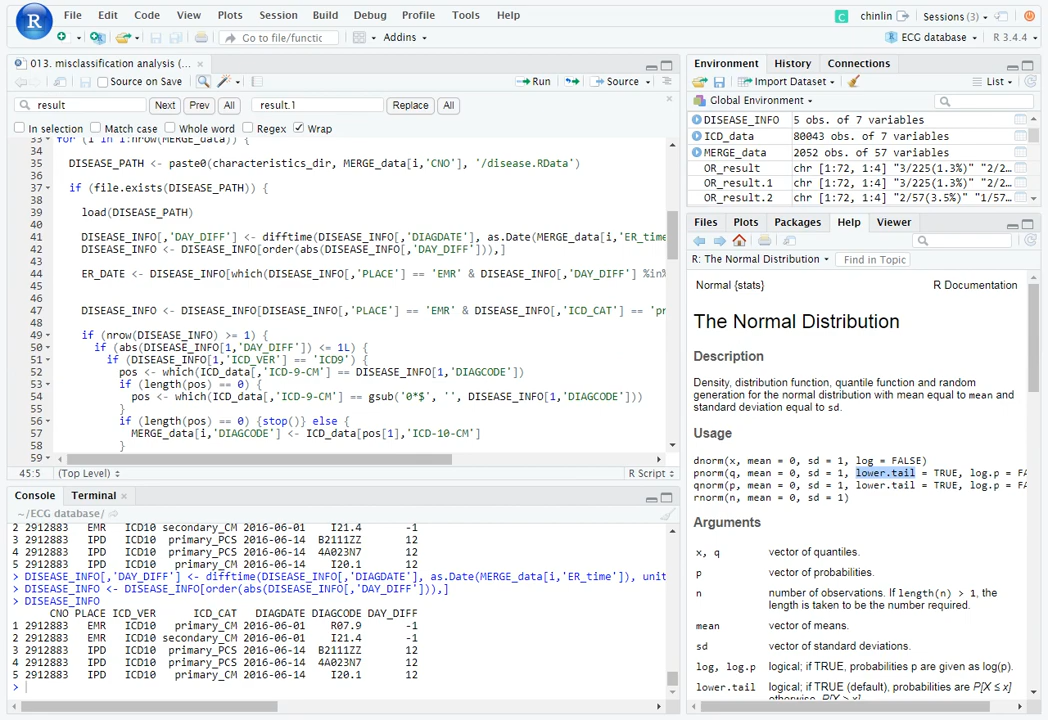 File Edit Code View Plots Session Build Debug Profile Tools Help
C chinlin Sessions (3)
R
Go to file/functic Addins
ECG database R 3.4.4
013. misclassification analysis (...
Source on Save Run Source
result Next Prev All result.1 Replace All
In selection Match case Whole word Regex Wrap
33 for (i in 1:nrow(MERGE_data)) {
34
35 DISEASE_PATH <- paste0(characteristics_dir, MERGE_data[i,'CNO'], '/disease.RData')
36
37 if (file.exists(DISEASE_PATH)) {
38
39 load(DISEASE_PATH)
40
41 DISEASE_INFO[,'DAY_DIFF'] <- difftime(DISEASE_INFO[,'DIAGDATE'], as.Date(MERGE_data[i,'ER_time
42 DISEASE_INFO <- DISEASE_INFO[order(abs(DISEASE_INFO[,'DAY_DIFF'])),]
43
44 ER_DATE <- DISEASE_INFO[which(DISEASE_INFO[,'PLACE'] == 'EMR' & DISEASE_INFO[,'DAY_DIFF'] %in%
45
46
47 DISEASE_INFO <- DISEASE_INFO[DISEASE_INFO[,'PLACE'] == 'EMR' & DISEASE_INFO[,'ICD_CAT'] == 'pr
48
49 if (nrow(DISEASE_INFO) >= 1) {
50 if (abs(DISEASE_INFO[1,'DAY_DIFF']) <= 1L) {
51 if (DISEASE_INFO[1,'ICD_VER'] == 'ICD9') {
52 pos <- which(ICD_data[,'ICD-9-CM'] == DISEASE_INFO[1,'DIAGCODE'])
53 if (length(pos) == 0) {
54 pos <- which(ICD_data[,'ICD-9-CM'] == gsub('0*$', '', DISEASE_INFO[1,'DIAGCODE']))
55 }
56 if (length(pos) == 0) {stop()} else {
57 MERGE_data[i,'DIAGCODE'] <- ICD_data[pos[1],'ICD-10-CM']
58 }
59
45:5 (Top Level) R Script
Console Terminal
~/ECG database/
2 2912883 EMR ICD10 secondary_CM 2016-06-01 I21.4 -1
3 2912883 IPD ICD10 primary_PCS 2016-06-14 B2111ZZ 12
4 2912883 IPD ICD10 primary_PCS 2016-06-14 4A023N7 12
5 2912883 IPD ICD10 primary_CM 2016-06-14 I20.1 12
> DISEASE_INFO[,'DAY_DIFF'] <- difftime(DISEASE_INFO[,'DIAGDATE'], as.Date(MERGE_data[i,'ER_time']), unit
> DISEASE_INFO <- DISEASE_INFO[order(abs(DISEASE_INFO[,'DAY_DIFF'])),]
> DISEASE_INFO
CNO PLACE ICD_VER ICD_CAT DIAGDATE DIAGCODE DAY_DIFF
1 2912883 EMR ICD10 primary_CM 2016-06-01 R07.9 -1
2 2912883 EMR ICD10 secondary_CM 2016-06-01 I21.4 -1
3 2912883 IPD ICD10 primary_PCS 2016-06-14 B2111ZZ 12
4 2912883 IPD ICD10 primary_PCS 2016-06-14 4A023N7 12
5 2912883 IPD ICD10 primary_CM 2016-06-14 I20.1 12
>
Environment History Connections
Import Dataset List
Global Environment
DISEASE_INFO 5 obs. of 7 variables
ICD_data 80043 obs. of 7 variables
MERGE_data 2052 obs. of 57 variables
OR_result chr [1:72, 1:4] "3/225(1.3%)" "2/2…
OR_result.1 chr [1:72, 1:4] "3/225(1.3%)" "2/2…
OR_result.2 chr [1:72, 1:4] "2/57(3.5%)" "1/57…
Files Plots Packages Help Viewer
R: The Normal Distribution Find in Topic
Normal {stats} R Documentation
The Normal Distribution
Description
Density, distribution function, quantile function and random
generation for the normal distribution with mean equal to mean and
standard deviation equal to sd.
Usage
dnorm(x, mean = 0, sd = 1, log = FALSE)
pnorm(q, mean = 0, sd = 1, lower.tail = TRUE, log.p = FA
qnorm(p, mean = 0, sd = 1, lower.tail = TRUE, log.p = FA
rnorm(n, mean = 0, sd = 1)
Arguments
x, q vector of quantiles.
p vector of probabilities.
n number of observations. If length(n) > 1, the
length is taken to be the number required.
mean vector of means.
sd vector of standard deviations.
log, log.p logical; if TRUE, probabilities p are given as log(p).
lower.tail logical; if TRUE (default), probabilities are P[X ≤ x]
otherwise, P[X > x].